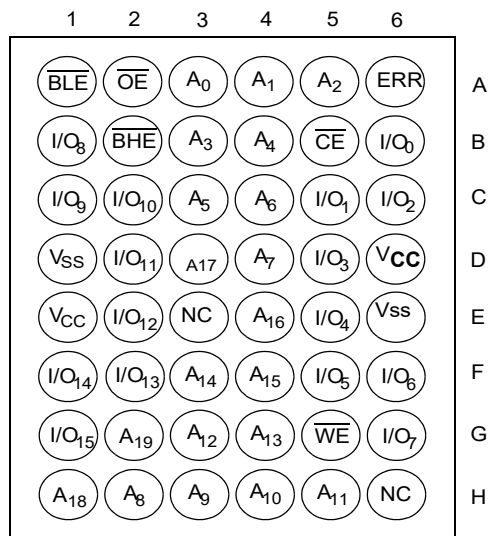 1 2 3 4 5 6
BLE OE A0 A1 A2 ERR A
I/O8 BHE A3 A4 CE I/O0 B
I/O9 I/O10 A5 A6 I/O1 I/O2 C
VSS I/O11 A17 A7 I/O3 VCC D
VCC I/O12 NC A16 I/O4 Vss E
I/O14 I/O13 A14 A15 I/O5 I/O6 F
I/O15 A19 A12 A13 WE I/O7 G
A18 A8 A9 A10 A11 NC H